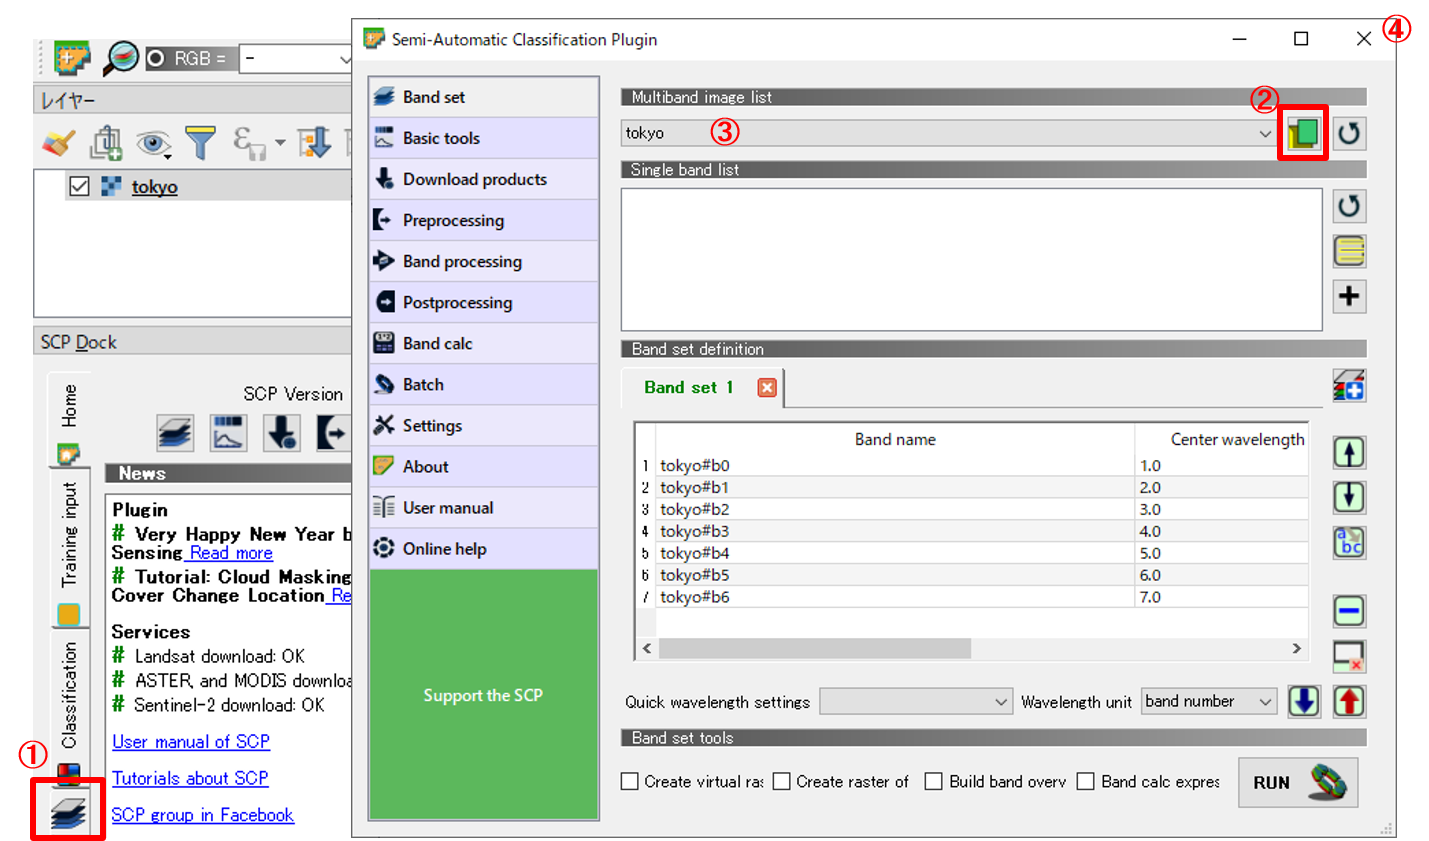 Semi-Automatic Classification Plugin
④
RGB =
-
レイヤー
tokyo
SCP Dock
Home
Training input
Classification
①
SCP Version
News
Plugin
# Very Happy New Year b
Sensing Read more
# Tutorial: Cloud Masking
Cover Change Location Re
Services
# Landsat download: OK
# ASTER, and MODIS downloa
# Sentinel-2 download: OK
User manual of SCP
Tutorials about SCP
SCP group in Facebook
Band set
Basic tools
Download products
Preprocessing
Band processing
Postprocessing
Band calc
Batch
Settings
About
User manual
Online help
Support the SCP
Multiband image list
②
tokyo
③
Single band list
Band set definition
Band set 1
Band name Center wavelength
1 tokyo#b0 1.0
2 tokyo#b1 2.0
3 tokyo#b2 3.0
4 tokyo#b3 4.0
5 tokyo#b4 5.0
6 tokyo#b5 6.0
7 tokyo#b6 7.0
Quick wavelength settings Wavelength unit band number
Band set tools
Create virtual ras Create raster of Build band overv Band calc expres RUN